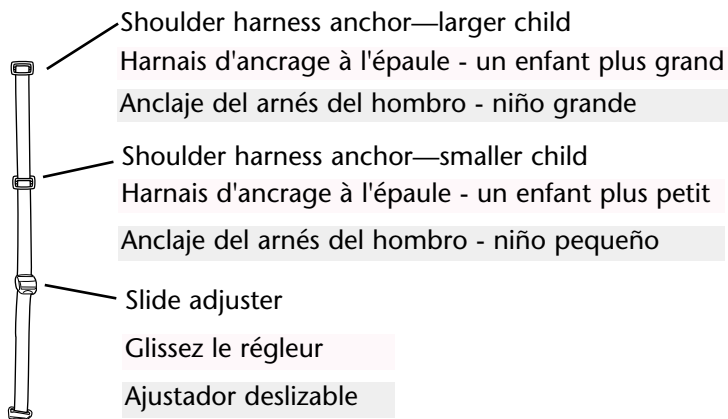 Shoulder harness anchor—larger child
Harnais d'ancrage à l'épaule - un enfant plus grand
Anclaje del arnés del hombro - niño grande
Shoulder harness anchor—smaller child
Harnais d'ancrage à l'épaule - un enfant plus petit
Anclaje del arnés del hombro - niño pequeño
Slide adjuster
Glissez le régleur
Ajustador deslizable